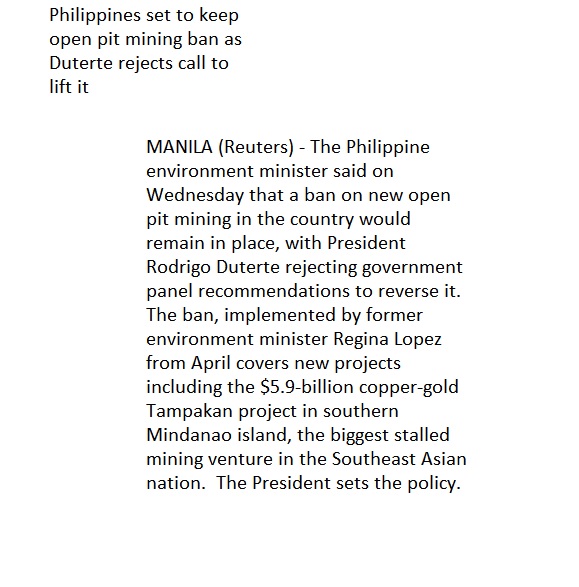 Philippines set to keep
open pit mining ban as
Duterte rejects call to
lift it
MANILA (Reuters) - The Philippine
environment minister said on
Wednesday that a ban on new open
pit mining in the country would
remain in place, with President
Rodrigo Duterte rejecting government
panel recommendations to reverse it.
The ban, implemented by former
environment minister Regina Lopez
from April covers new projects
including the $5.9-billion copper-gold
Tampakan project in southern
Mindanao island, the biggest stalled
mining venture in the Southeast Asian
nation.  The President sets the policy.